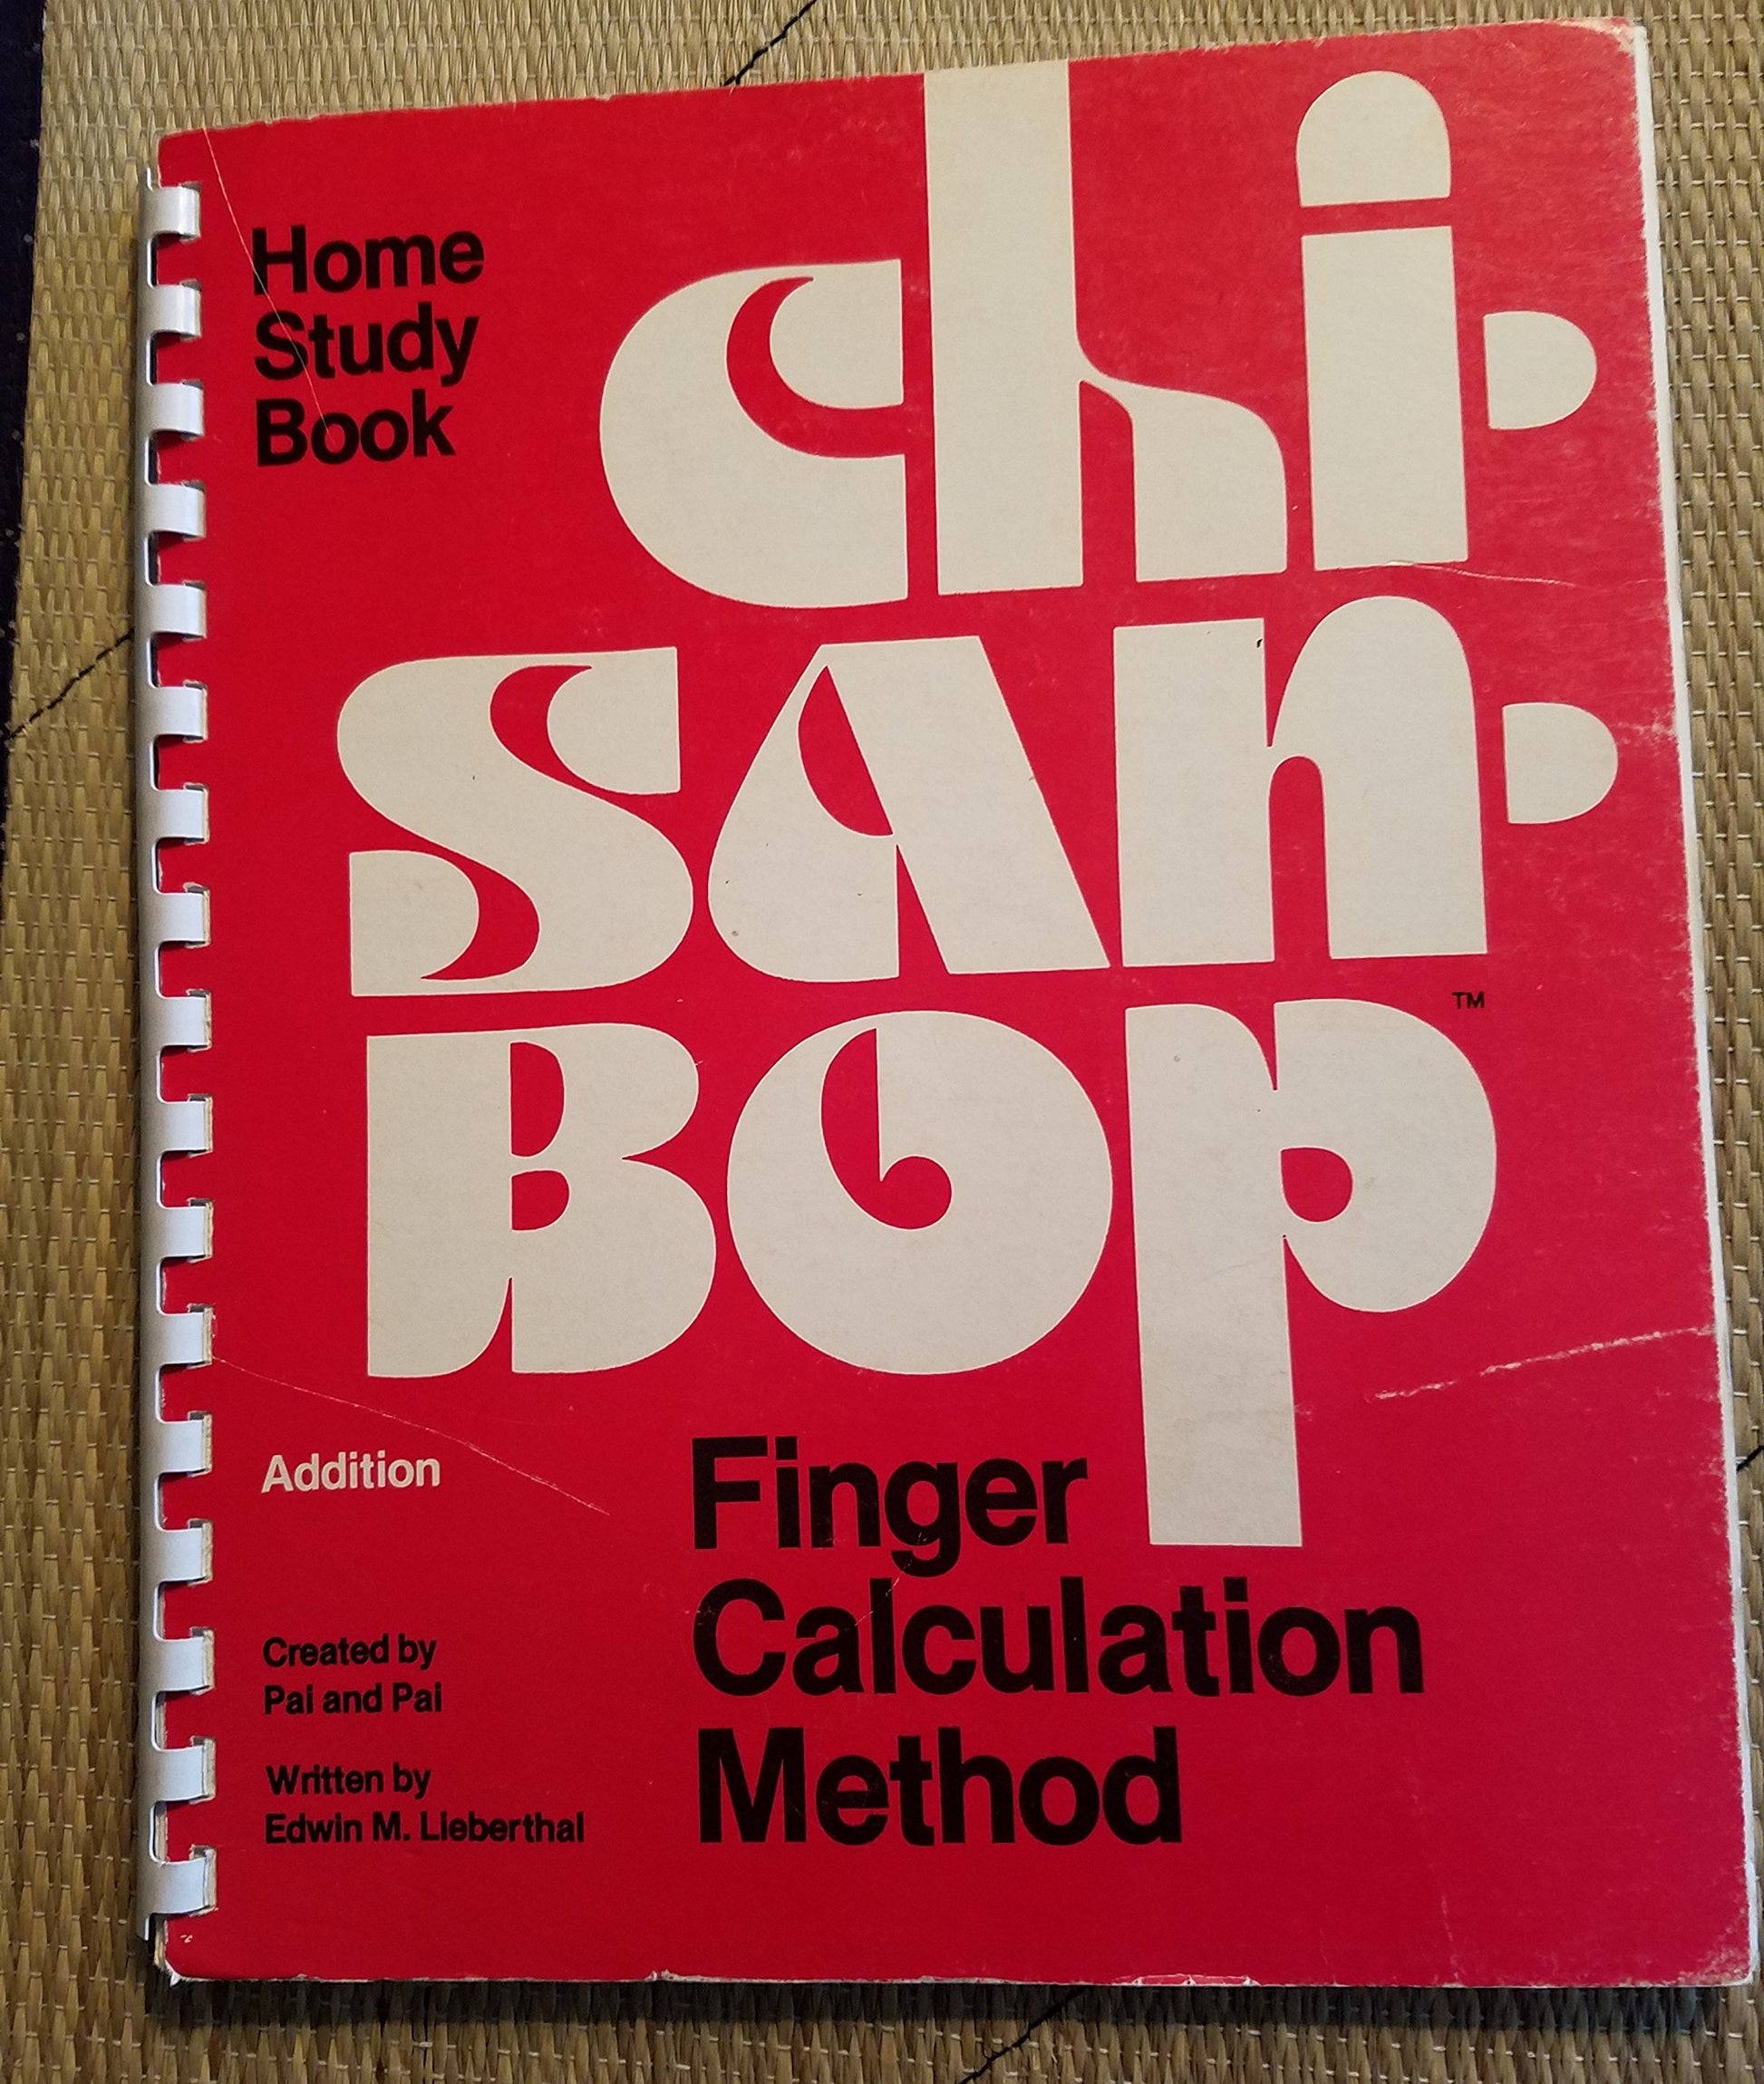 Home
Study
Book
chi-
SAn-
BOp
TM
Addition
Finger
Calculation
Method
Created by
Pai and Pai
Written by
Edwin M. Lieberthal